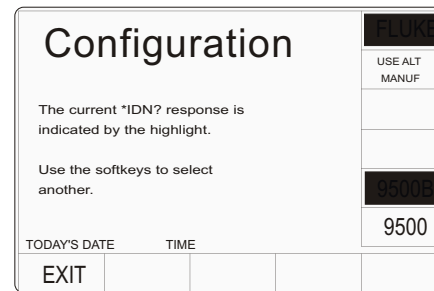 Configuration
FLUKE
USE ALT
MANUF
The current *IDN? response is
indicated by the highlight.
Use the softkeys to select
another.
9500B
9500
TODAY'S DATE TIME
EXIT